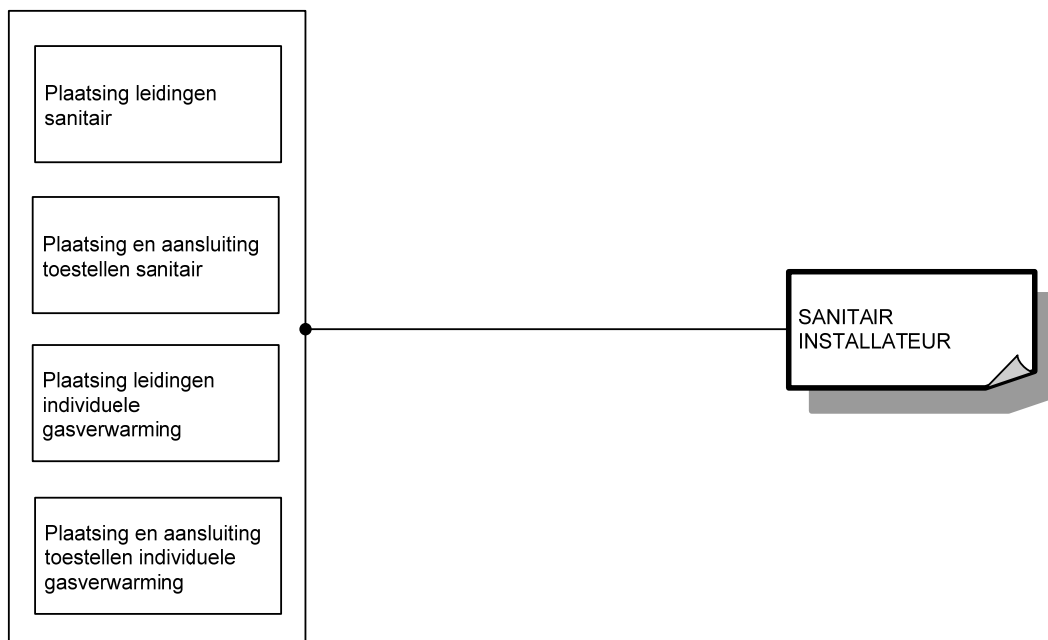 Plaatsing leidingen
sanitair
Plaatsing en aansluiting
toestellen sanitair
Plaatsing leidingen
individuele
gasverwarming
Plaatsing en aansluiting
toestellen individuele
gasverwarming
SANITAIR
INSTALLATEUR